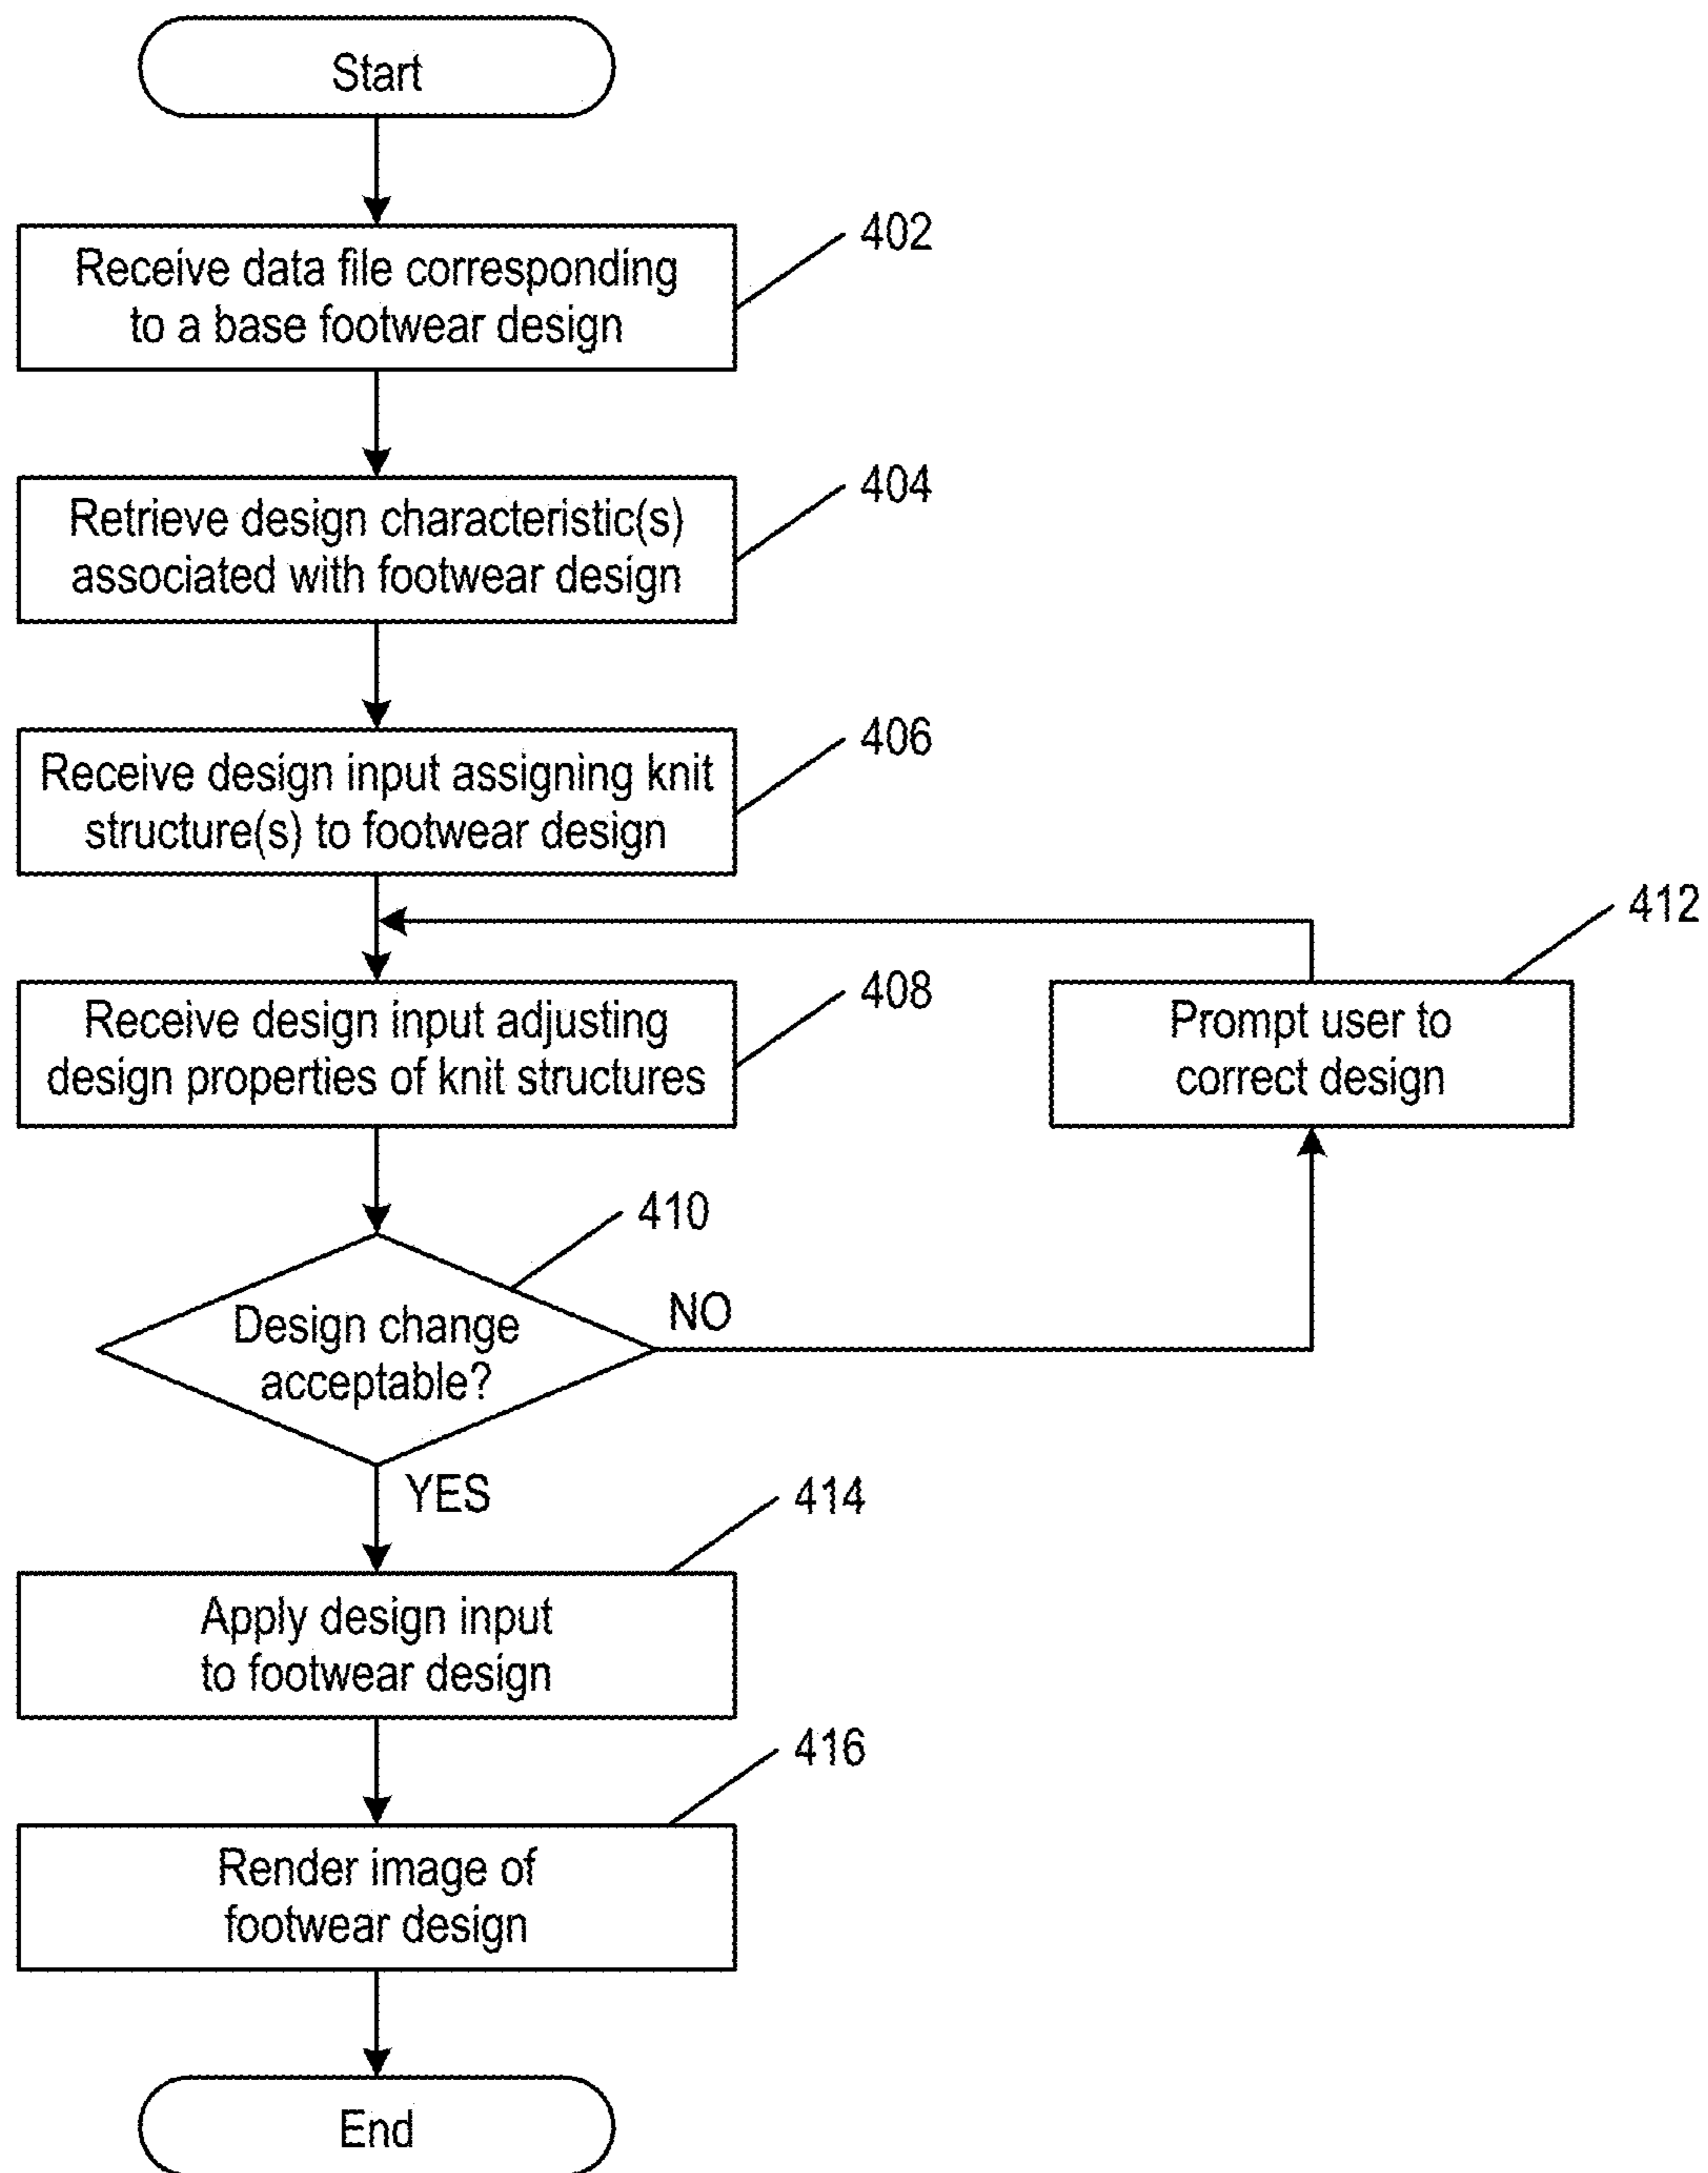 Start
402
Receive data file corresponding
to a base footwear design
404
Retrieve design characteristic(s)
associated with footwear design
406
Receive design input assigning knit
structure(s) to footwear design
412
408
Receive design input adjusting
design properties of knit structures
Prompt user to
correct design
410
Design change
acceptable?
NO
YES
414
Apply design input
to footwear design
416
Render image of
footwear design
End